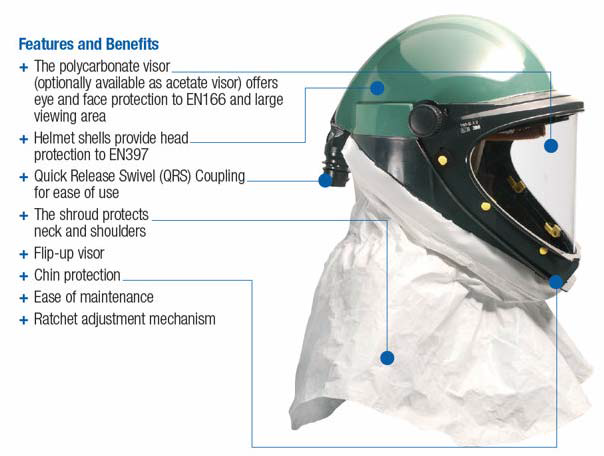 Features and Benefits
+ The polycarbonate visor
(optionally available as acetate visor) offers
eye and face protection to EN166 and large
viewing area
+ Helmet shells provide head
protection to EN397
+ Quick Release Swivel (QRS) Coupling
for ease of use
+ The shroud protects
neck and shoulders
+ Flip-up visor
+ Chin protection
+ Ease of maintenance
+ Ratchet adjustment mechanism